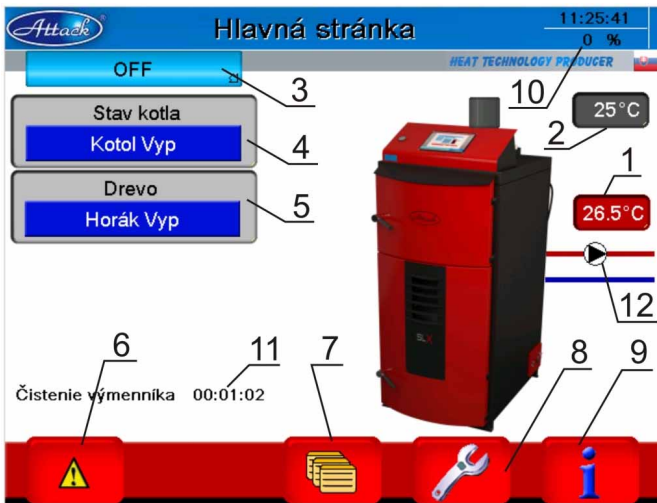 Attack
Hlavná stránka
11:25:41
0 %
HEAT TECHNOLOGY PRODUCER
OFF
3
10
25°C
2
Stav kotla
Kotol Vyp
4
1
Drevo
Horák Vyp
5
26.5°C
Attack
12
SLX
6
11
7
8
9
Čistenie výmenníka 00:01:02